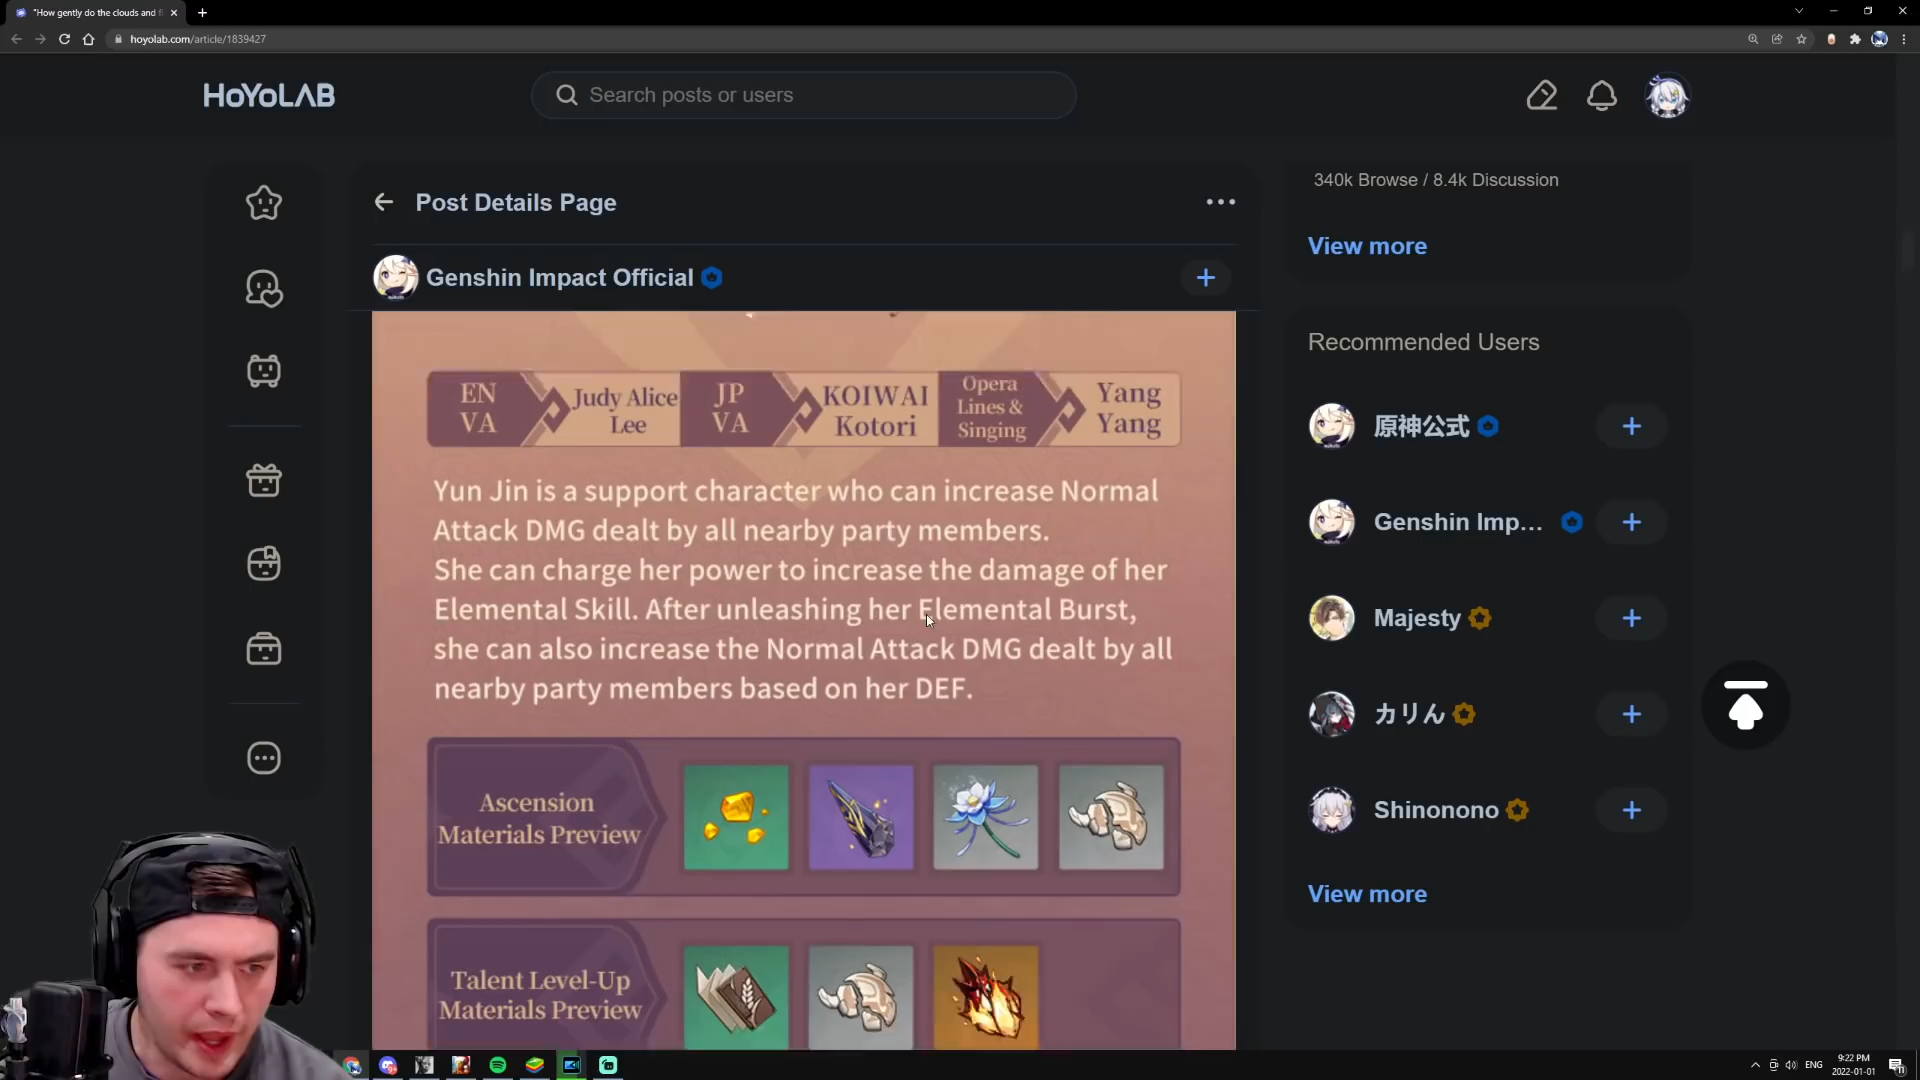 "How gently do the clouds and fl
hoyolab.com/article/1839427
HoYoLAB
Search posts or users
Post Details Page
Genshin Impact Official
EN VA
Judy Alice Lee
JP VA
KOIWAI Kotori
Opera Lines & Singing
Yang Yang
Yun Jin is a support character who can increase Normal
Attack DMG dealt by all nearby party members.
She can charge her power to increase the damage of her
Elemental Skill. After unleashing her Elemental Burst,
she can also increase the Normal Attack DMG dealt by all
nearby party members based on her DEF.
Ascension
Materials Preview
Talent Level-Up
Materials Preview
340k Browse / 8.4k Discussion
View more
Recommended Users
原神公式
Genshin Imp...
Majesty
カリん
Shinonono
View more
ENG
9:22 PM
2022-01-01